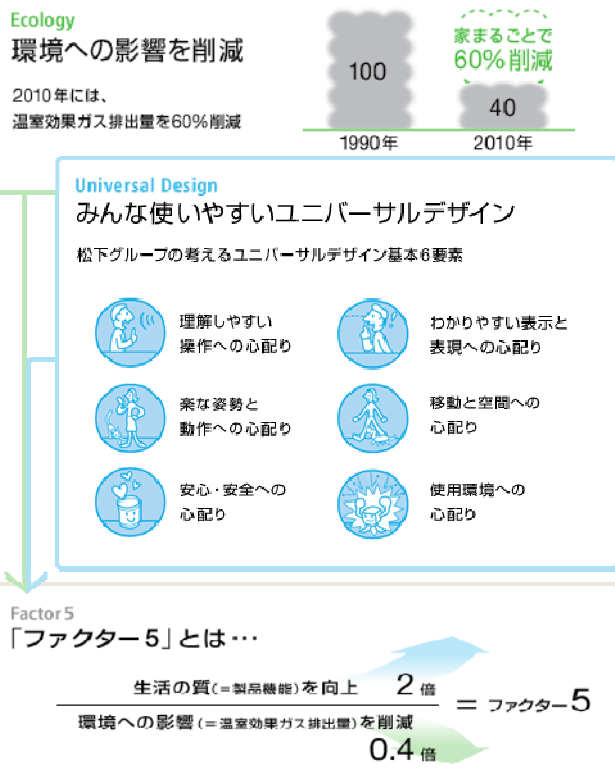 Ecology
環境への影響を削減
2010年には、
温室効果ガス排出量を60%削減
100
1990年
家まるごとで
60%削減
40
2010年
Universal Design
みんな使いやすいユニバーサルデザイン
松下グループの考えるユニバーサルデザイン基本6要素
理解しやすい
操作への心配り
わかりやすい表示と
表現への心配り
楽な姿勢と
動作への心配り
移動と空間への
心配り
安心・安全への
心配り
使用環境への
心配り
Factor 5
「ファクター5」とは…
生活の質(=製品機能)を向上 2倍
環境への影響(=温室効果ガス排出量)を削減
0.4倍
= ファクター5